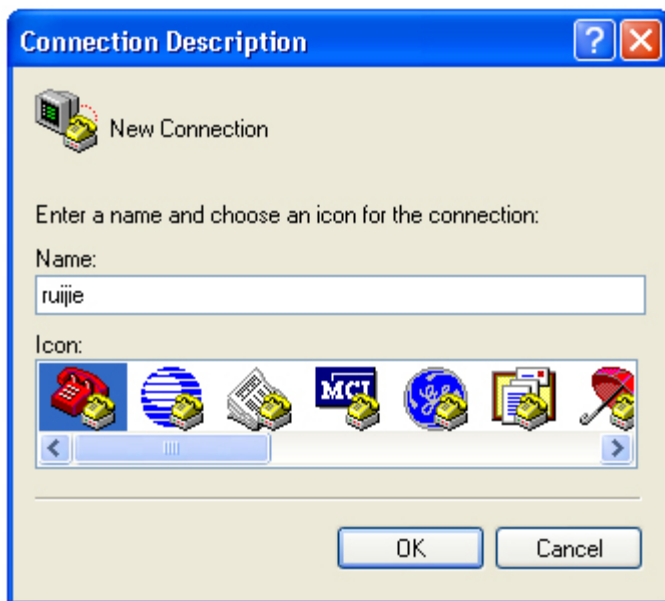 Connection Description
New Connection
Enter a name and choose an icon for the connection:
Name:
ruijie
Icon:
MCI
OK Cancel